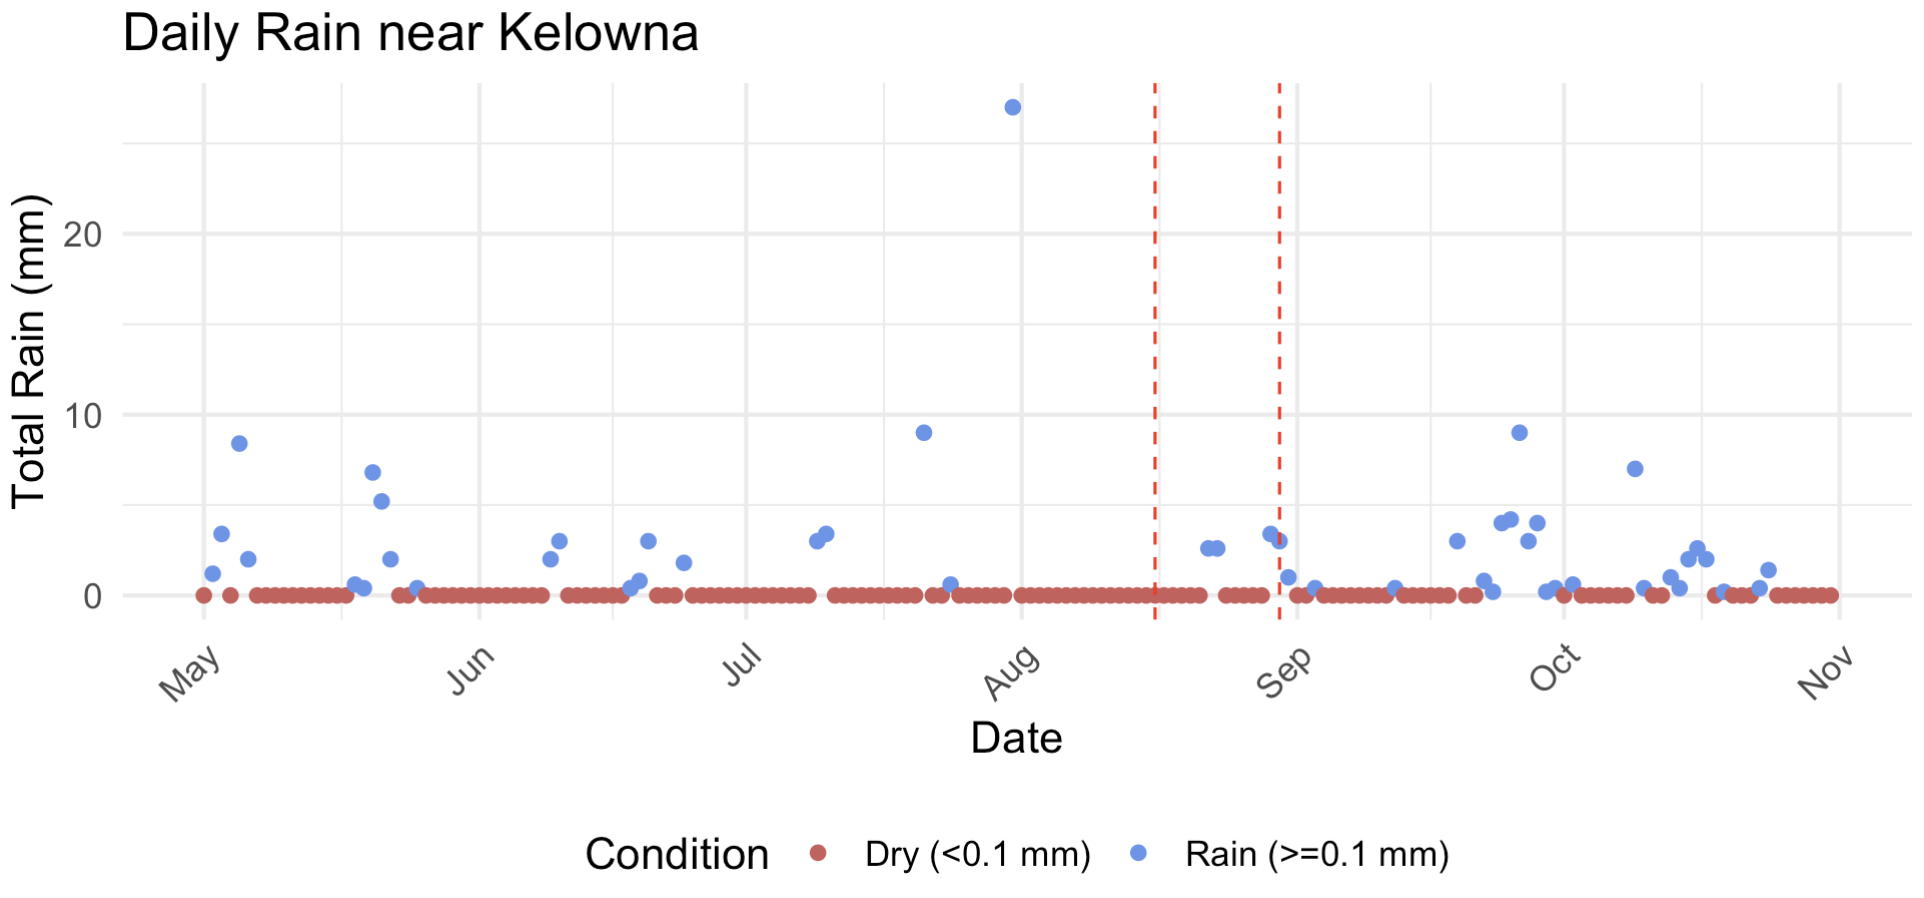 Daily Rain near Kelowna
Total Rain (mm)
20
10
0
May
Jun
Jul
Aug
Sep
Oct
Nov
Date
Condition
Dry (<0.1 mm)
Rain (>=0.1 mm)